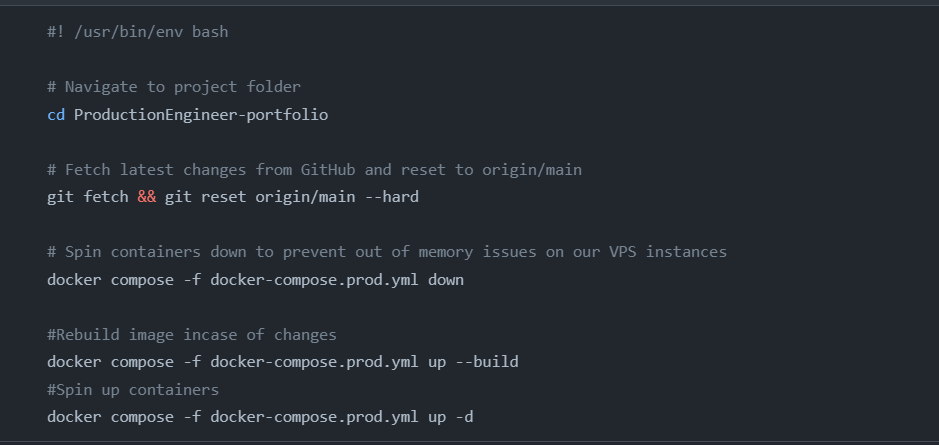 #! /usr/bin/env bash
# Navigate to project folder
cd ProductionEngineer-portfolio
# Fetch latest changes from GitHub and reset to origin/main
git fetch && git reset origin/main --hard
# Spin containers down to prevent out of memory issues on our VPS instances
docker compose -f docker-compose.prod.yml down
#Rebuild image incase of changes
docker compose -f docker-compose.prod.yml up --build
#Spin up containers
docker compose -f docker-compose.prod.yml up -d